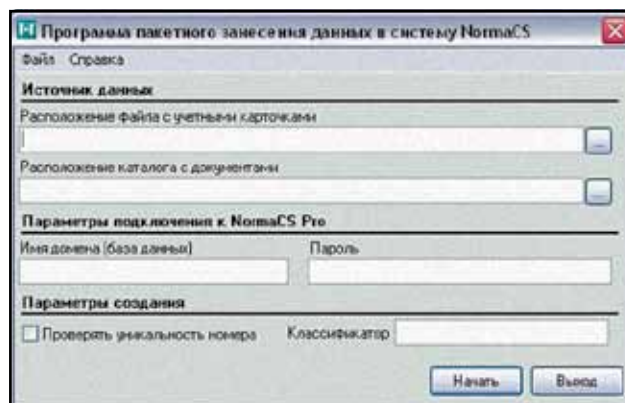 Программа пакетного занесения данных в систему NormaCS
Файл Справка
Источник данных
Расположение файла с учетными карточками
...
Расположение каталога с документами
...
Параметры подключения к NormaCS Pro
Имя домена (база данных) Пароль
Параметры создания
Проверять уникальность номера Классификатор
Начать Выход